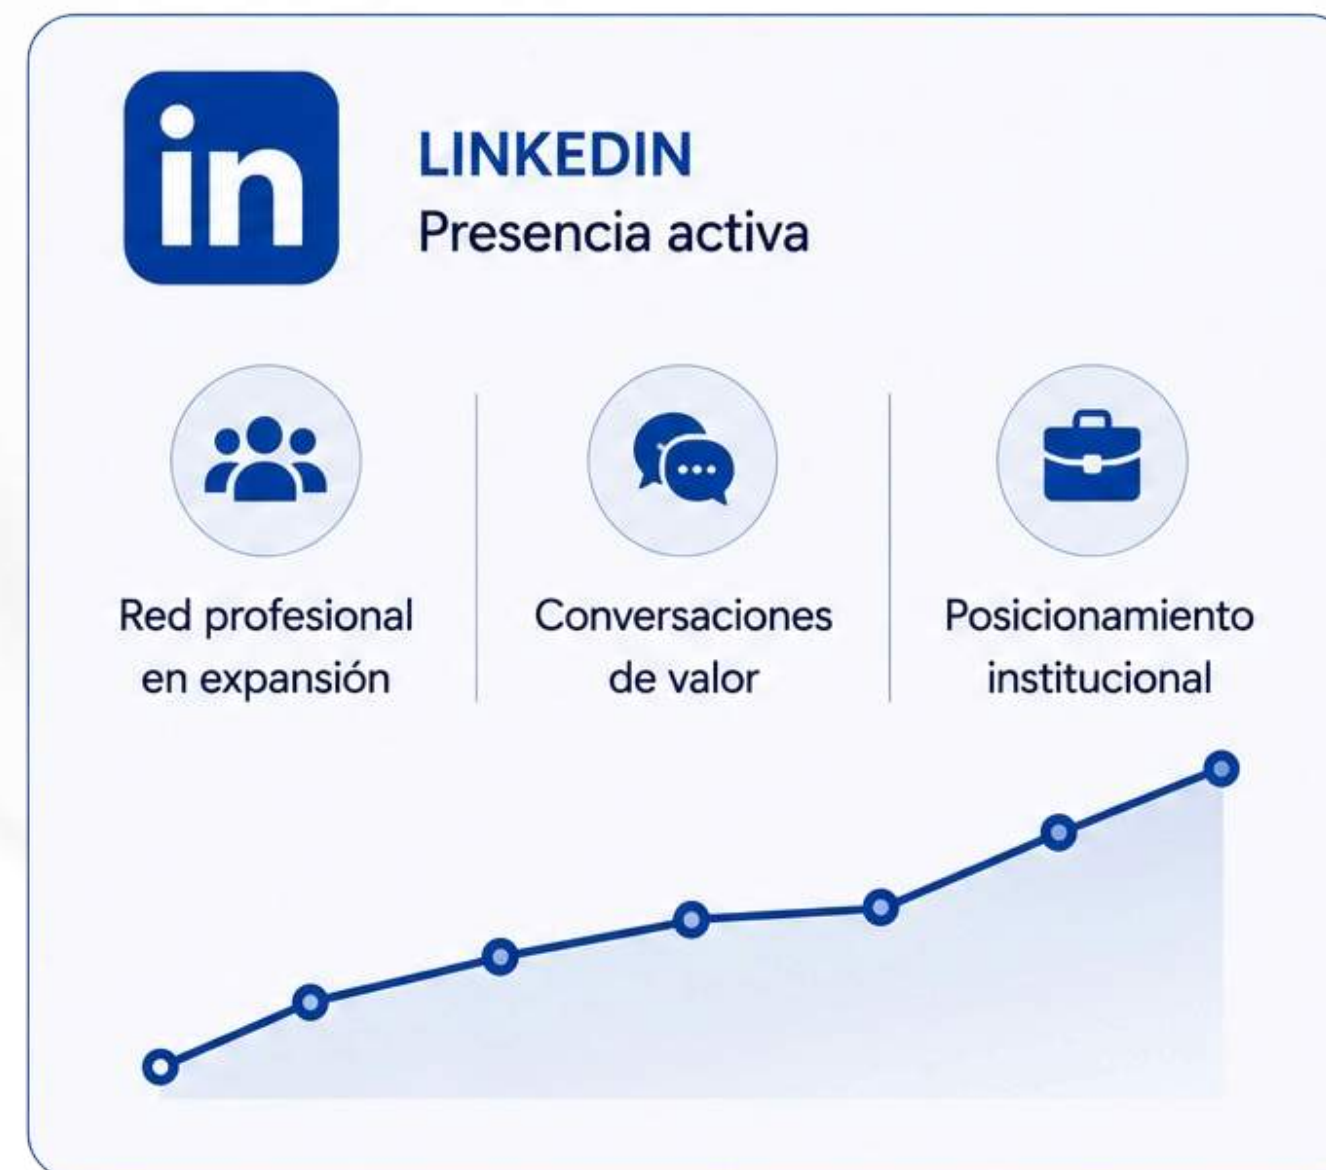 in
LINKEDIN
Presencia activa
Red profesional
en expansión
Conversaciones
de valor
Posicionamiento
institucional